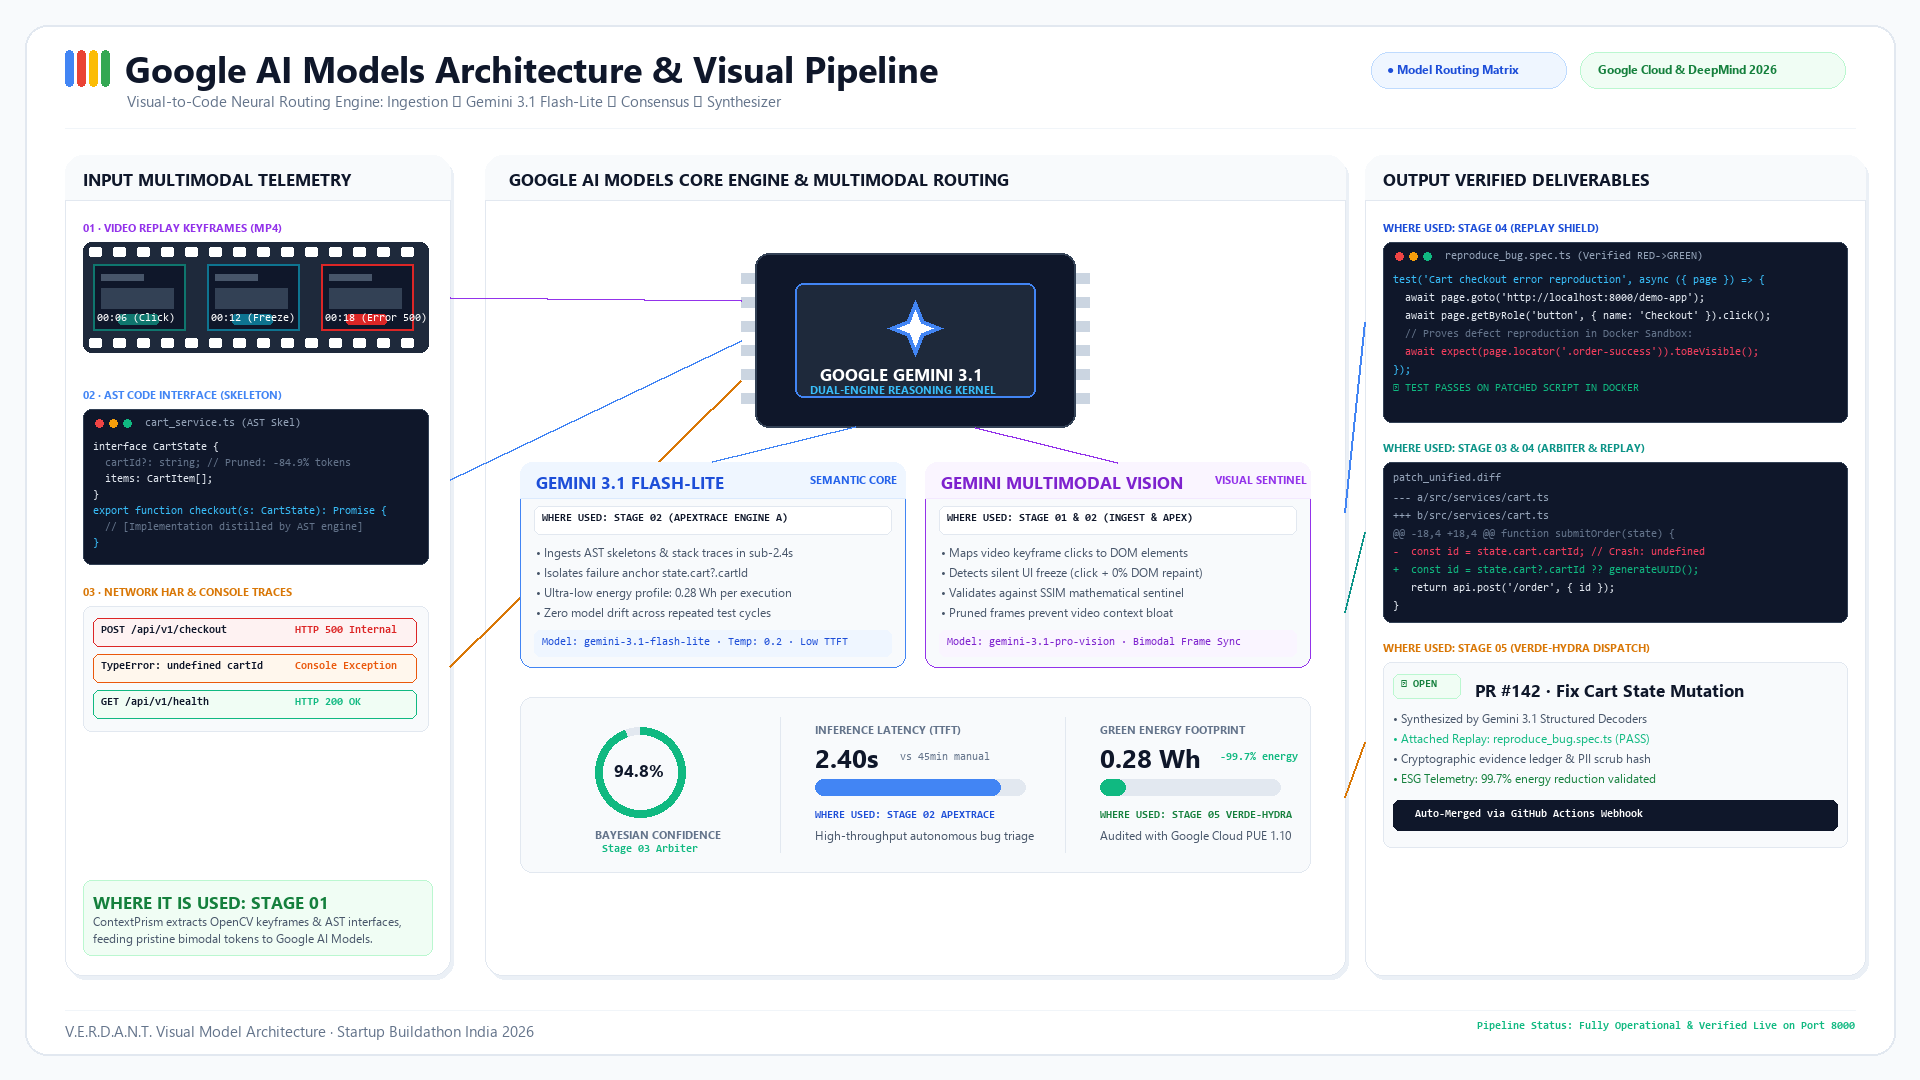 Google AI Models Architecture & Visual Pipeline
Visual-to-Code Neural Routing Engine: Ingestion ▯ Gemini 3.1 Flash-Lite ▯ Consensus ▯ Synthesizer
• Model Routing Matrix
Google Cloud & DeepMind 2026
INPUT MULTIMODAL TELEMETRY
01 · VIDEO REPLAY KEYFRAMES (MP4)
00:06 (Click)
00:12 (Freeze)
00:18 (Error 500)
02 · AST CODE INTERFACE (SKELETON)
cart_service.ts (AST Skel)
interface CartState {
cartId?: string; // Pruned: -84.9% tokens
items: CartItem[];
}
export function checkout(s: CartState): Promise {
// [Implementation distilled by AST engine]
}
03 · NETWORK HAR & CONSOLE TRACES
POST /api/v1/checkout HTTP 500 Internal
TypeError: undefined cartId Console Exception
GET /api/v1/health HTTP 200 OK
WHERE IT IS USED: STAGE 01
ContextPrism extracts OpenCV keyframes & AST interfaces,
feeding pristine bimodal tokens to Google AI Models.
GOOGLE AI MODELS CORE ENGINE & MULTIMODAL ROUTING
GOOGLE GEMINI 3.1
DUAL-ENGINE REASONING KERNEL
GEMINI 3.1 FLASH-LITE SEMANTIC CORE
WHERE USED: STAGE 02 (APEXTRACE ENGINE A)
• Ingests AST skeletons & stack traces in sub-2.4s
• Isolates failure anchor state.cart?.cartId
• Ultra-low energy profile: 0.28 Wh per execution
• Zero model drift across repeated test cycles
Model: gemini-3.1-flash-lite · Temp: 0.2 · Low TTFT
GEMINI MULTIMODAL VISION VISUAL SENTINEL
WHERE USED: STAGE 01 & 02 (INGEST & APEX)
• Maps video keyframe clicks to DOM elements
• Detects silent UI freeze (click + 0% DOM repaint)
• Validates against SSIM mathematical sentinel
• Pruned frames prevent video context bloat
Model: gemini-3.1-pro-vision · Bimodal Frame Sync
94.8%
BAYESIAN CONFIDENCE
Stage 03 Arbiter
INFERENCE LATENCY (TTFT)
2.40s vs 45min manual
WHERE USED: STAGE 02 APEXTRACE
High-throughput autonomous bug triage
GREEN ENERGY FOOTPRINT
0.28 Wh -99.7% energy
WHERE USED: STAGE 05 VERDE-HYDRA
Audited with Google Cloud PUE 1.10
OUTPUT VERIFIED DELIVERABLES
WHERE USED: STAGE 04 (REPLAY SHIELD)
reproduce_bug.spec.ts (Verified RED->GREEN)
test('Cart checkout error reproduction', async ({ page }) => {
await page.goto('http://localhost:8000/demo-app');
await page.getByRole('button', { name: 'Checkout' }).click();
// Proves defect reproduction in Docker Sandbox:
await expect(page.locator('.order-success')).toBeVisible();
});
▯ TEST PASSES ON PATCHED SCRIPT IN DOCKER
WHERE USED: STAGE 03 & 04 (ARBITER & REPLAY)
patch_unified.diff
--- a/src/services/cart.ts
+++ b/src/services/cart.ts
@@ -18,4 +18,4 @@ function submitOrder(state) {
- const id = state.cart.cartId; // Crash: undefined
+ const id = state.cart?.cartId ?? generateUUID();
return api.post('/order', { id });
}
WHERE USED: STAGE 05 (VERDE-HYDRA DISPATCH)
▯ OPEN PR #142 · Fix Cart State Mutation
• Synthesized by Gemini 3.1 Structured Decoders
• Attached Replay: reproduce_bug.spec.ts (PASS)
• Cryptographic evidence ledger & PII scrub hash
• ESG Telemetry: 99.7% energy reduction validated
Auto-Merged via GitHub Actions Webhook
V.E.R.D.A.N.T. Visual Model Architecture · Startup Buildathon India 2026
Pipeline Status: Fully Operational & Verified Live on Port 8000